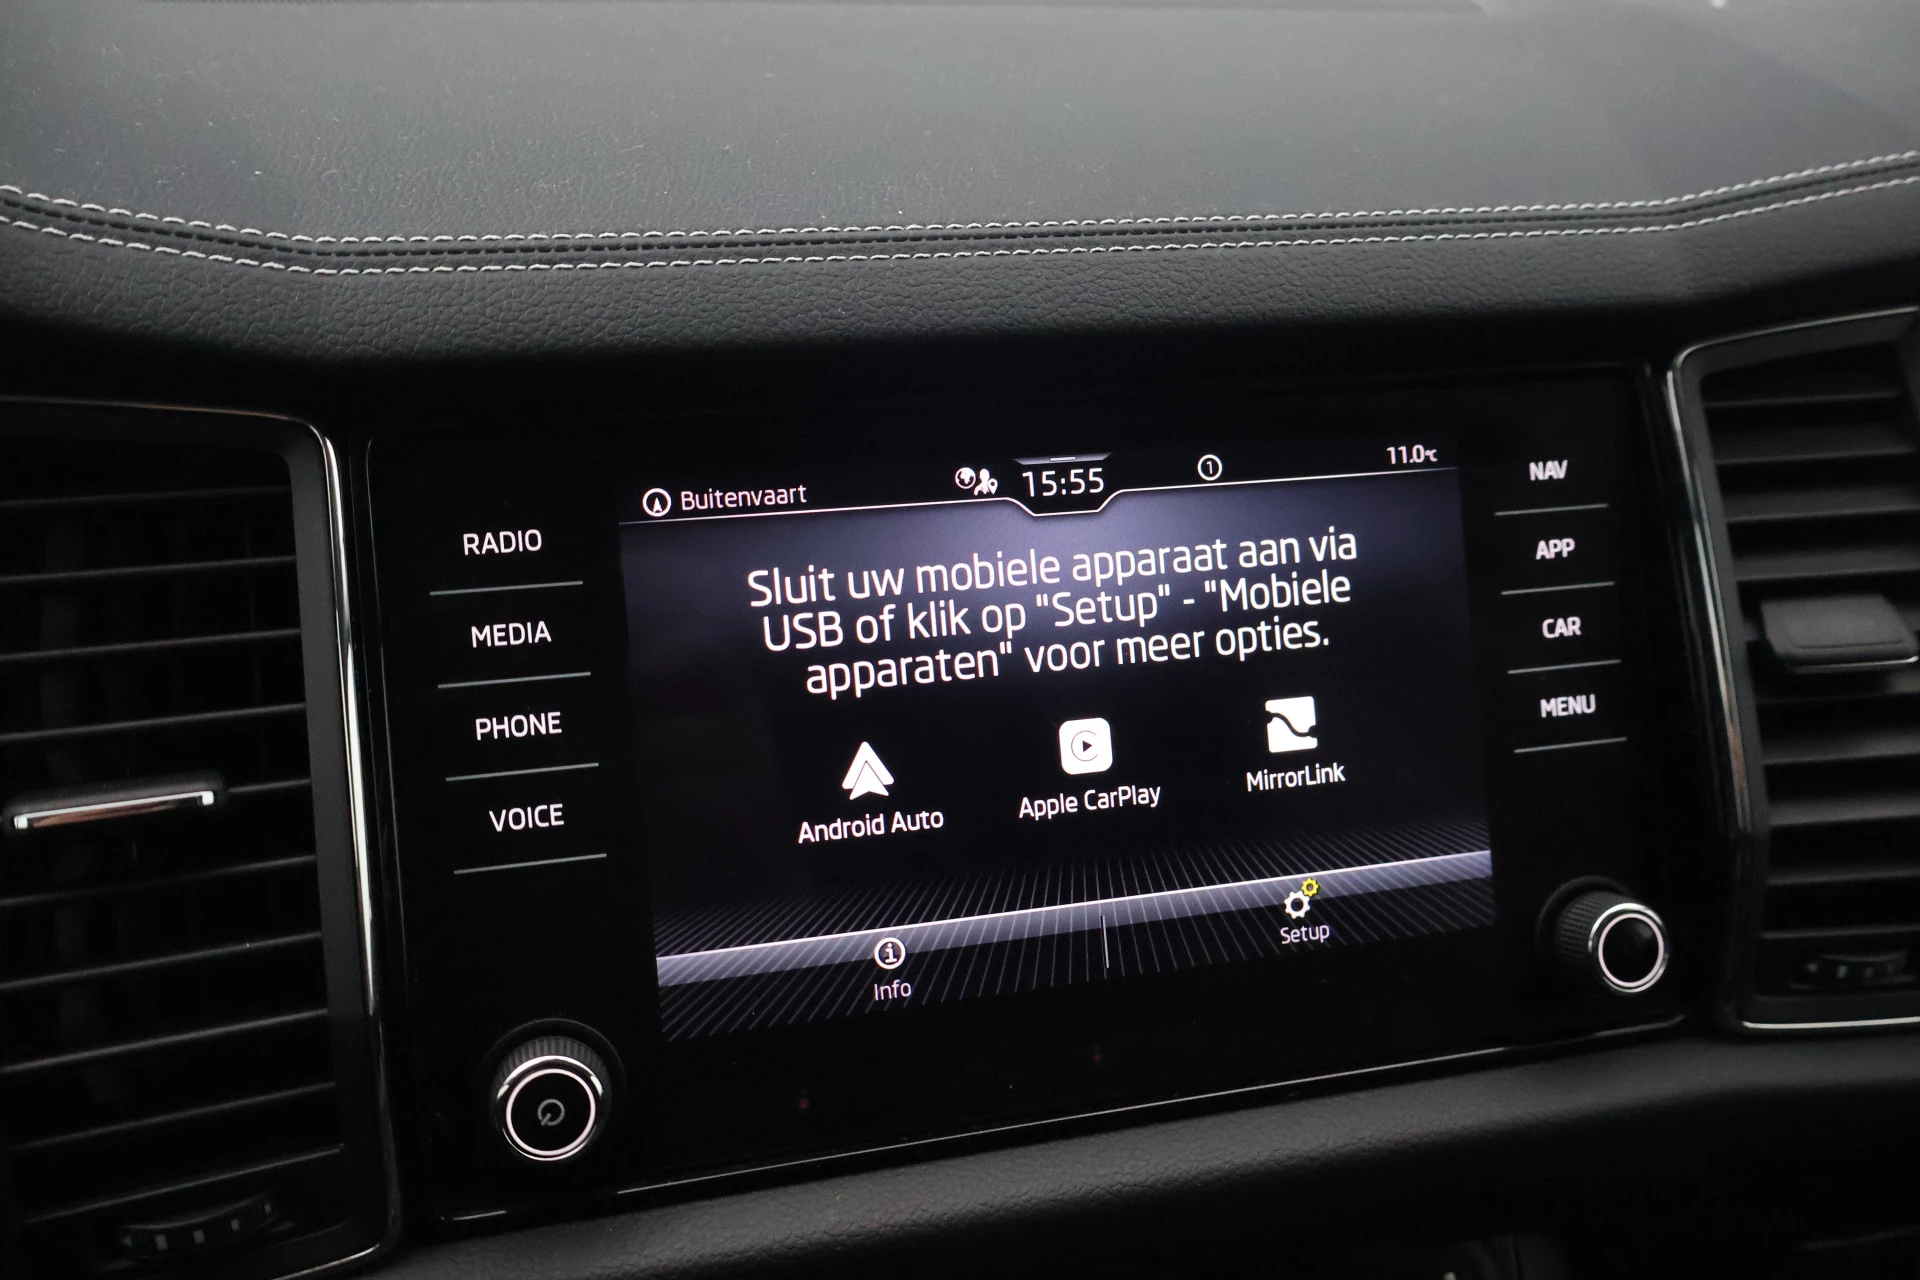 Buitenvaart
15:55
1
11.0°C
RADIO
MEDIA
PHONE
VOICE
Sluit uw mobiele apparaat aan via
USB of klik op "Setup" - "Mobiele
apparaten" voor meer opties.
Android Auto
Apple CarPlay
MirrorLink
Info
Setup
NAV
APP
CAR
MENU